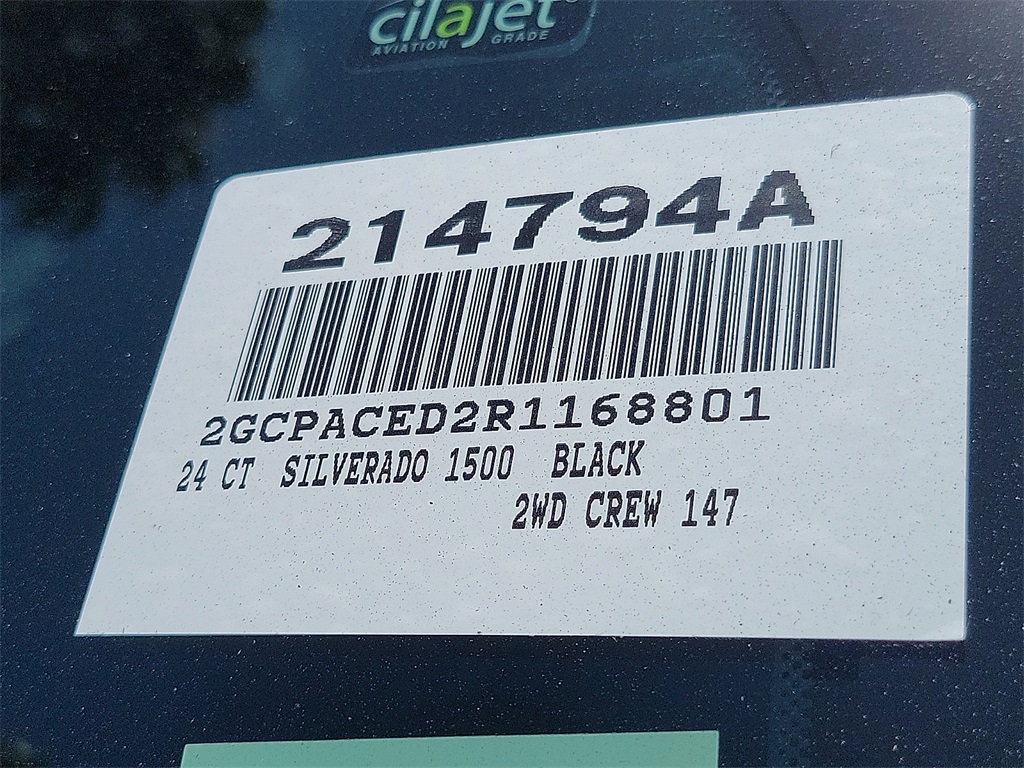 cilajet®
AVIATION GRADE
214794A
2GCPACED2R1168801
24 CT SILVERADO 1500 BLACK
2WD CREW 147